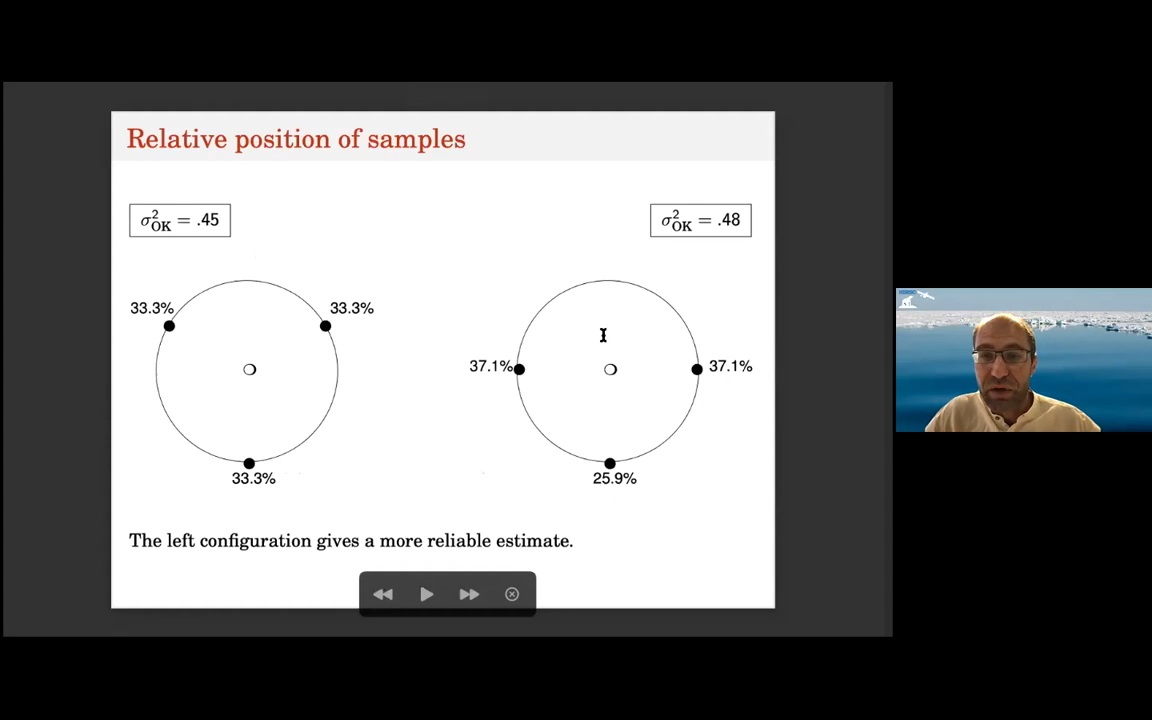 Relative position of samples
σ²OK = .45
σ²OK = .48
33.3%
33.3%
37.1%
37.1%
33.3%
25.9%
The left configuration gives a more reliable estimate.